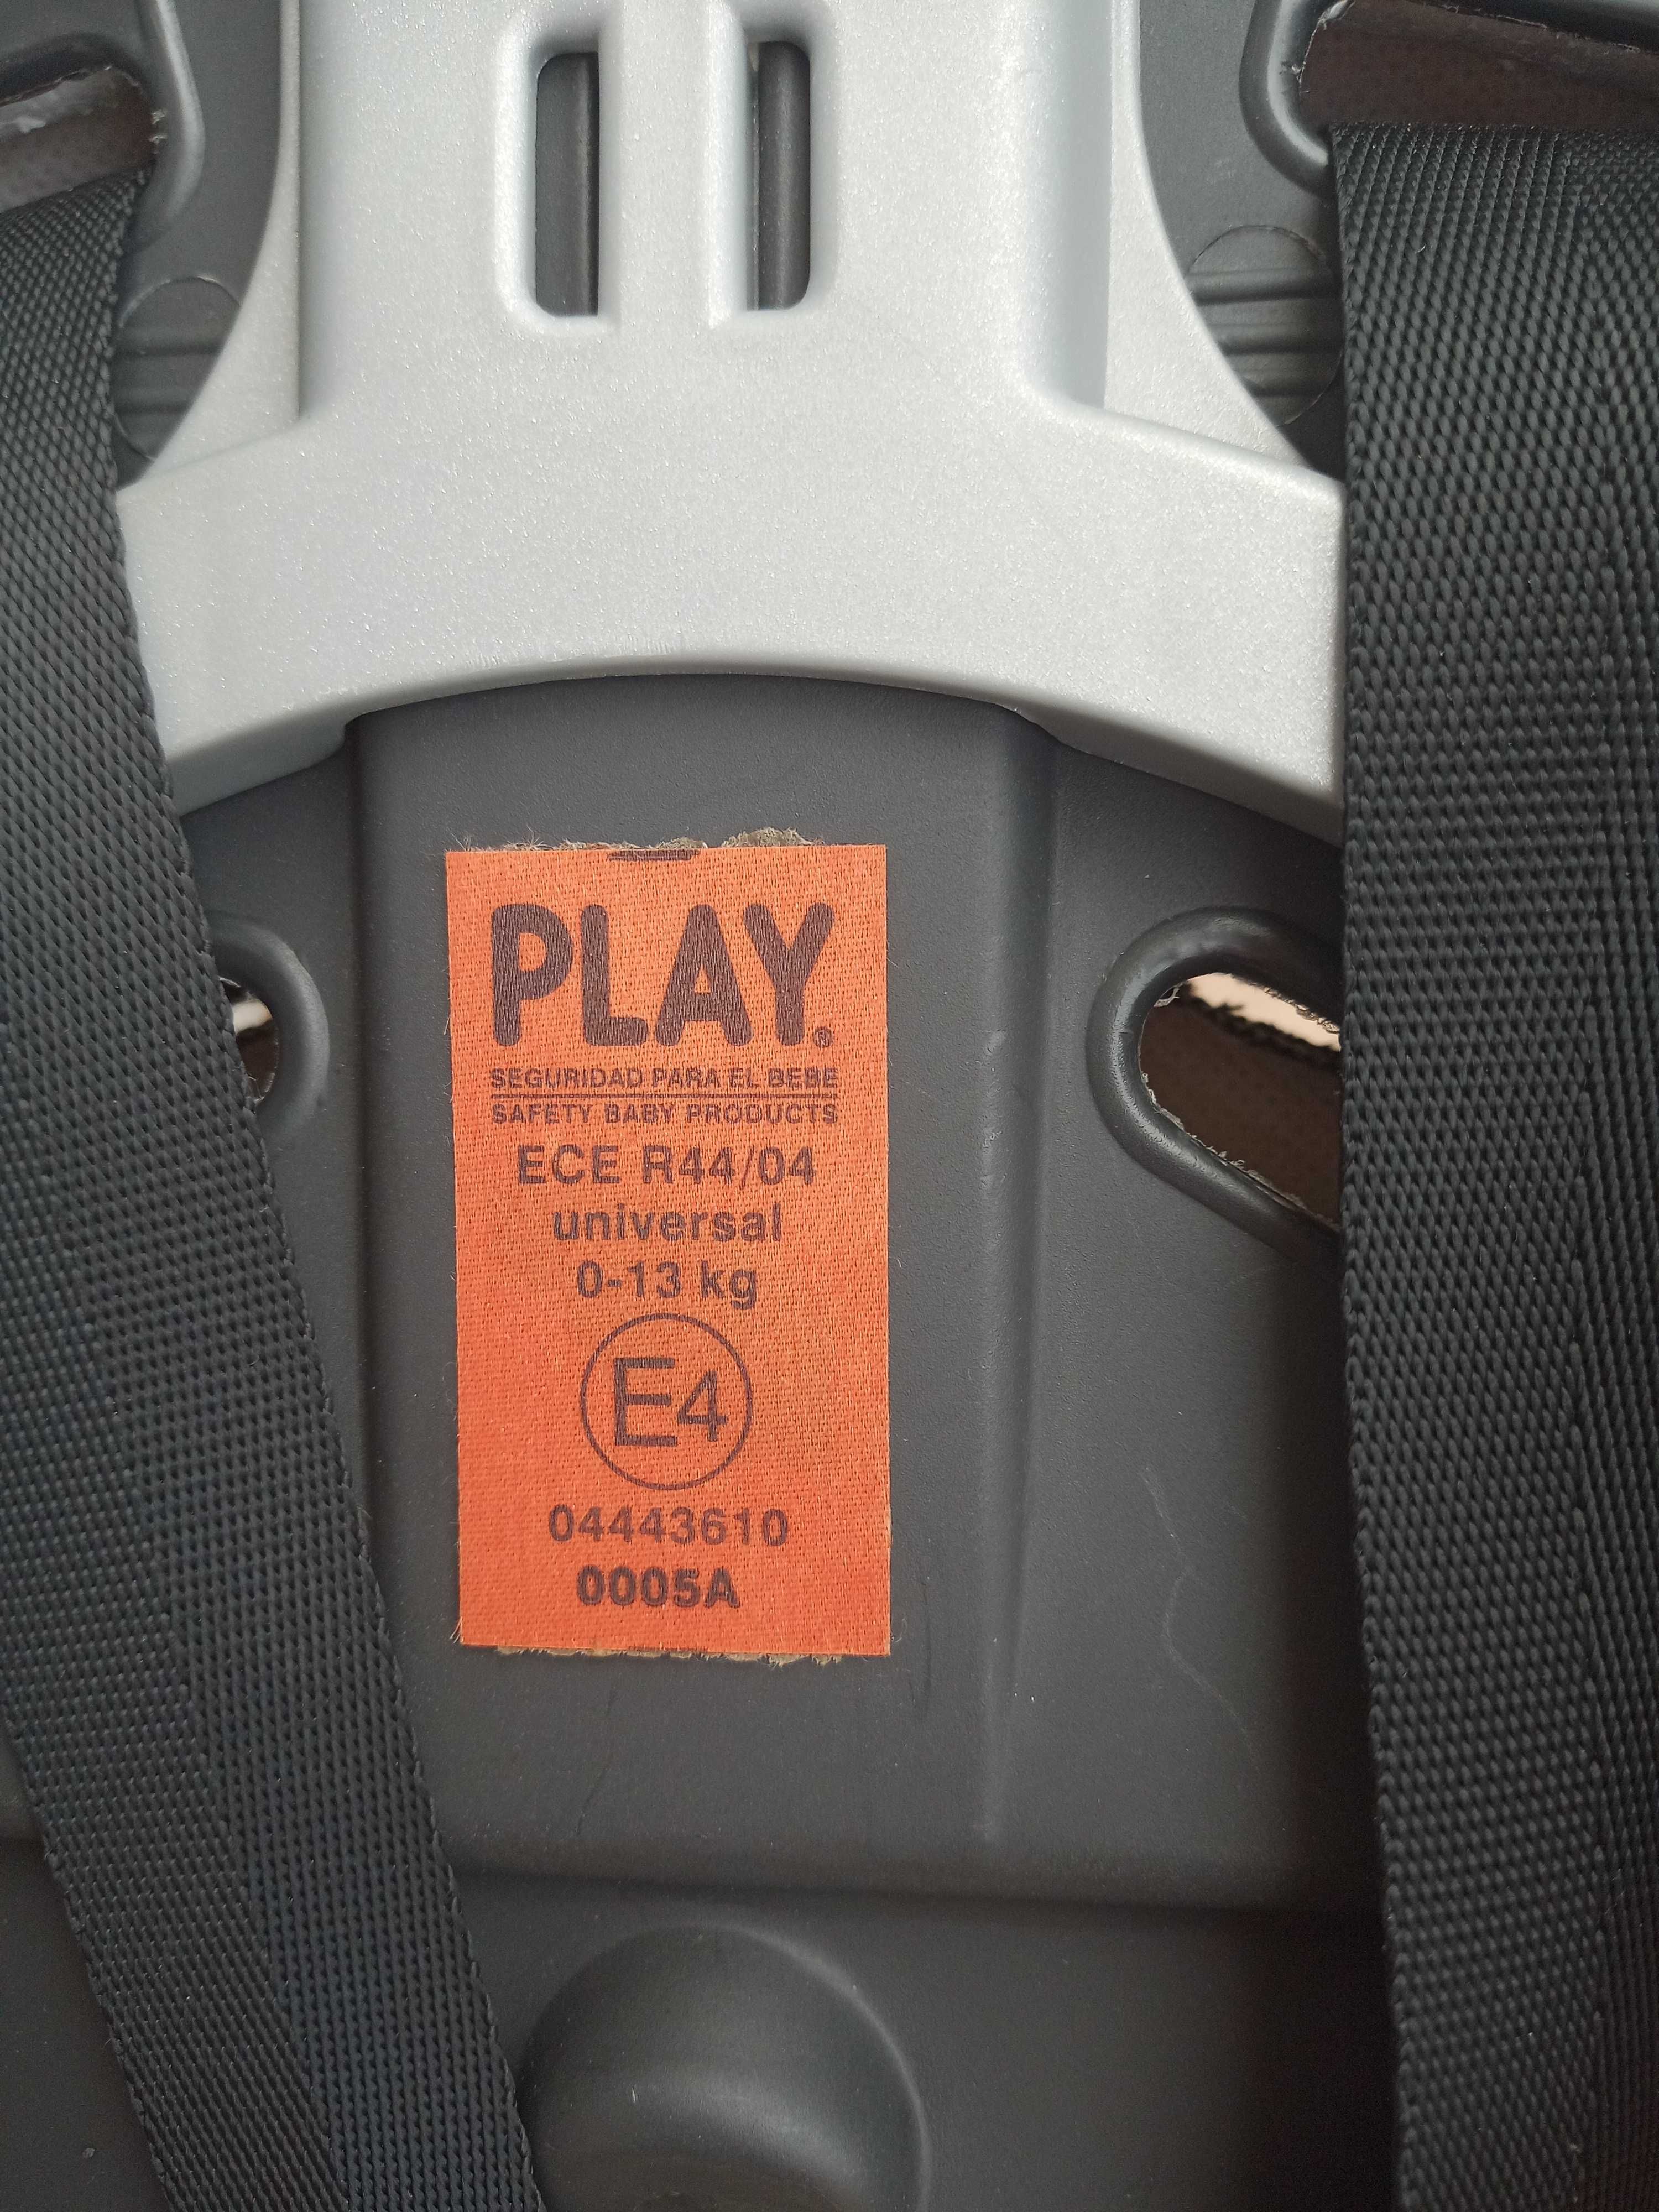 PLAY®
SEGURIDAD PARA EL BEBE
SAFETY BABY PRODUCTS
ECE R44/04
universal
0-13 kg
E4
04443610
0005A